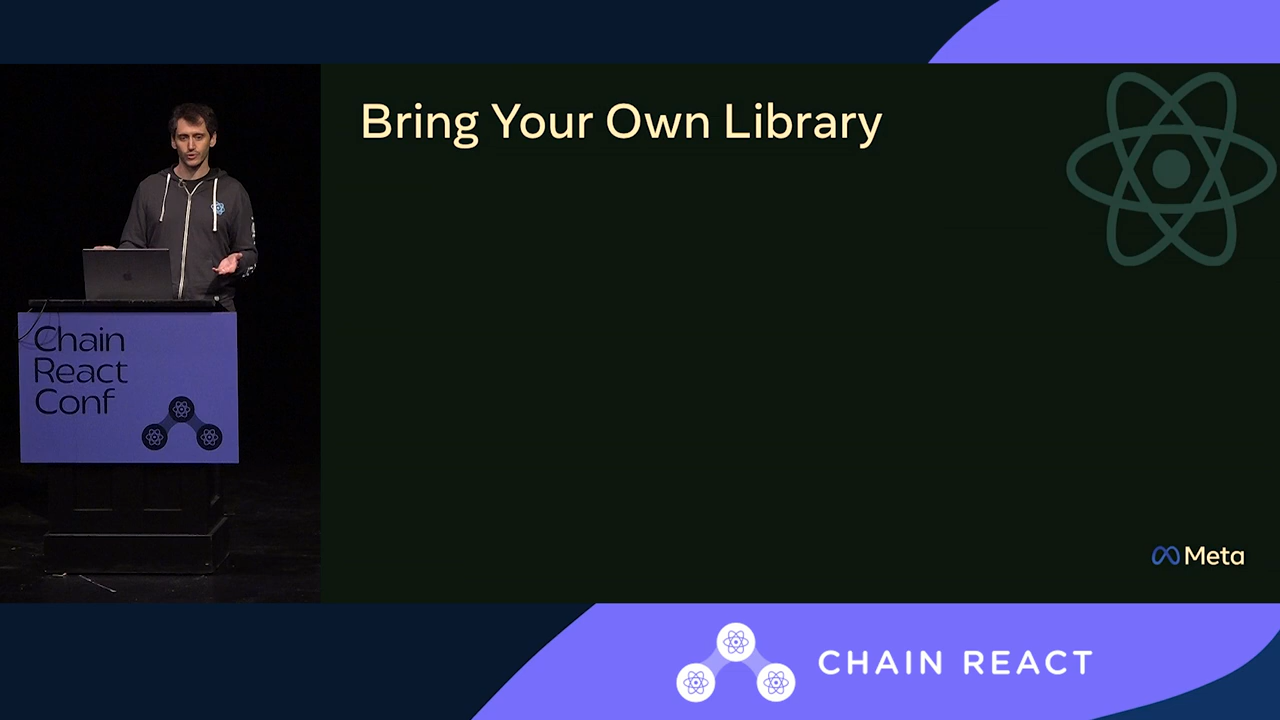 Bring Your Own Library
Chain
React
Conf
Meta
CHAIN REACT